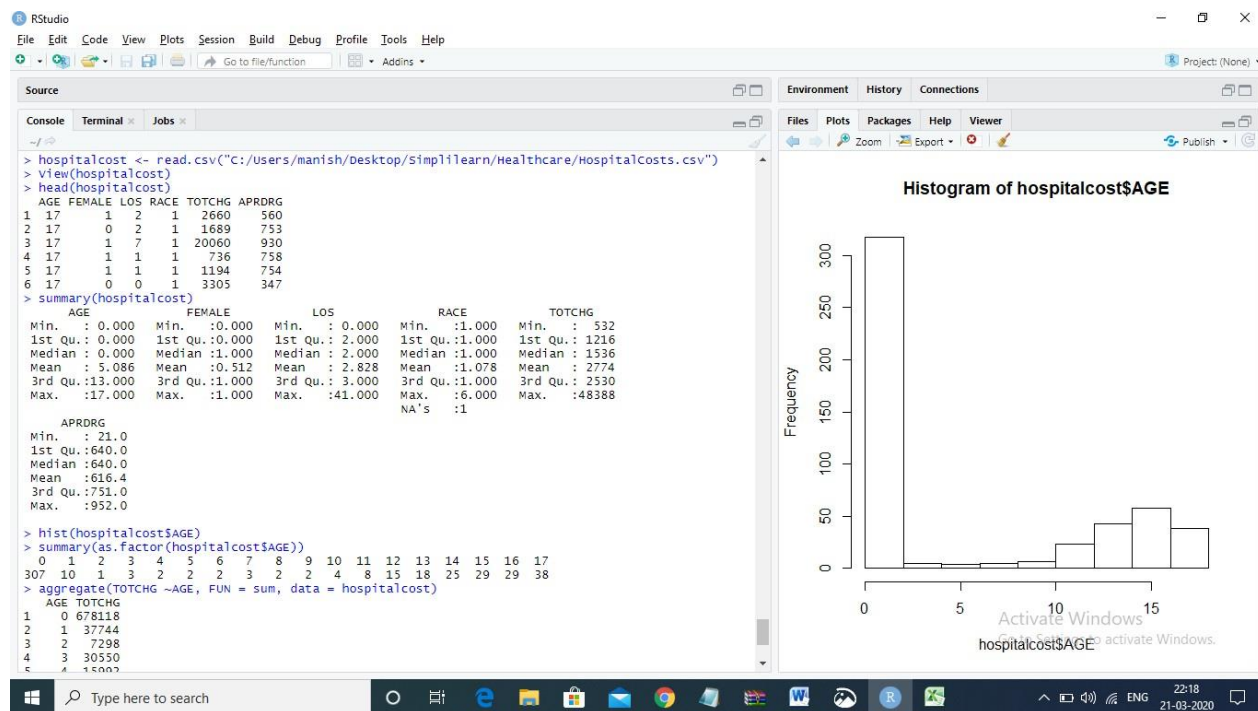 RStudio
File Edit Code View Plots Session Build Debug Profile Tools Help
Go to file/function Addins Project: (None)
Source
Console Terminal Jobs
~/
> hospitalcost <- read.csv("C:/Users/manish/Desktop/Simplilearn/Healthcare/HospitalCosts.csv")
> View(hospitalcost)
> head(hospitalcost)
AGE FEMALE LOS RACE TOTCHG APRDRG
1 17 1 2 1 2660 560
2 17 0 2 1 1689 753
3 17 1 7 1 20060 930
4 17 1 1 1 736 758
5 17 1 1 1 1194 754
6 17 0 0 1 3305 347
> summary(hospitalcost)
AGE FEMALE LOS RACE TOTCHG
Min. : 0.000 Min. :0.000 Min. : 0.000 Min. :1.000 Min. : 532
1st Qu.: 0.000 1st Qu.:0.000 1st Qu.: 2.000 1st Qu.:1.000 1st Qu.: 1216
Median : 0.000 Median :1.000 Median : 2.000 Median :1.000 Median : 1536
Mean : 5.086 Mean :0.512 Mean : 2.828 Mean :1.078 Mean : 2774
3rd Qu.:13.000 3rd Qu.:1.000 3rd Qu.: 3.000 3rd Qu.:1.000 3rd Qu.: 2530
Max. :17.000 Max. :1.000 Max. :41.000 Max. :6.000 Max. :48388
NA's :1
APRDRG
Min. : 21.0
1st Qu.:640.0
Median :640.0
Mean :616.4
3rd Qu.:751.0
Max. :952.0
> hist(hospitalcost$AGE)
> summary(as.factor(hospitalcost$AGE))
0 1 2 3 4 5 6 7 8 9 10 11 12 13 14 15 16 17
307 10 1 3 2 2 2 3 2 2 4 8 15 18 25 29 29 38
> aggregate(TOTCHG ~AGE, FUN = sum, data = hospitalcost)
AGE TOTCHG
1 0 678118
2 1 37744
3 2 7298
4 3 30550
5 4 15992
Environment History Connections
Files Plots Packages Help Viewer
Zoom Export Publish
Histogram of hospitalcost$AGE
Frequency
300
250
200
150
100
50
0
0 5 10 15
hospitalcost$AGE
Activate Windows
Go to Settings to activate Windows.
Type here to search
ENG
22:18
21-03-2020